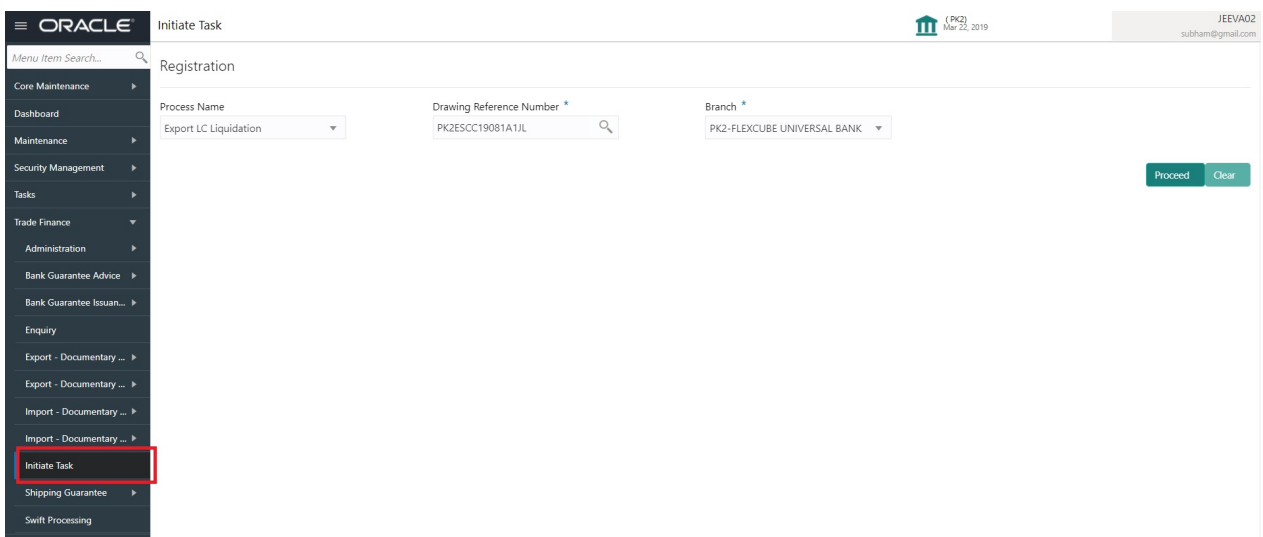 ORACLE
Initiate Task
( PK2)
Mar 22, 2019
JEEVA02
subham@gmail.com
Menu Item Search...
Core Maintenance
Dashboard
Maintenance
Security Management
Tasks
Trade Finance
Administration
Bank Guarantee Advice
Bank Guarantee Issuan...
Enquiry
Export - Documentary ...
Export - Documentary ...
Import - Documentary ...
Import - Documentary ...
Initiate Task
Shipping Guarantee
Swift Processing
Registration
Process Name
Export LC Liquidation
Drawing Reference Number *
PK2ESCC19081A1JL
Branch *
PK2-FLEXCUBE UNIVERSAL BANK
Proceed
Clear